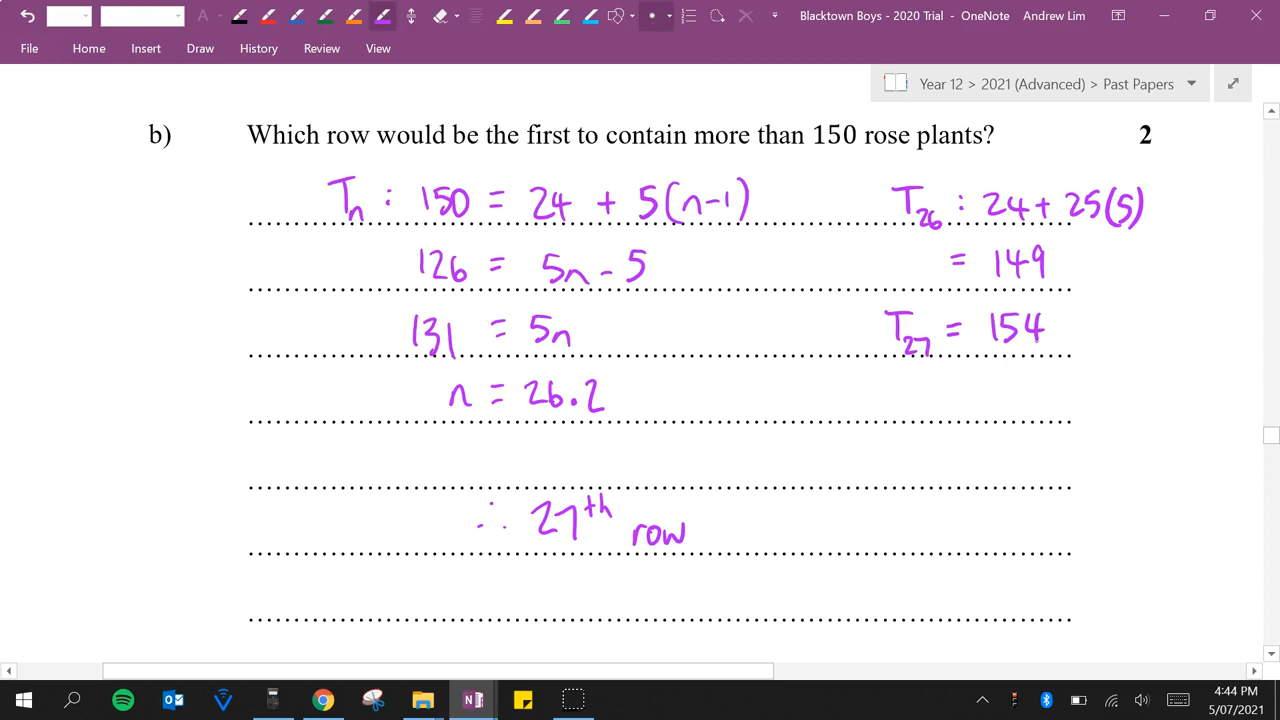 Blacktown Boys - 2020 Trial - OneNote
Andrew Lim
File Home Insert Draw History Review View
Year 12 > 2021 (Advanced) > Past Papers
b) Which row would be the first to contain more than 150 rose plants? 2
Tn : 150 = 24 + 5(n-1)
126 = 5n - 5
131 = 5n
n = 26.2
∴ 27th row
T26 : 24 + 25(5)
= 149
T27 = 154
4:44 PM
5/07/2021